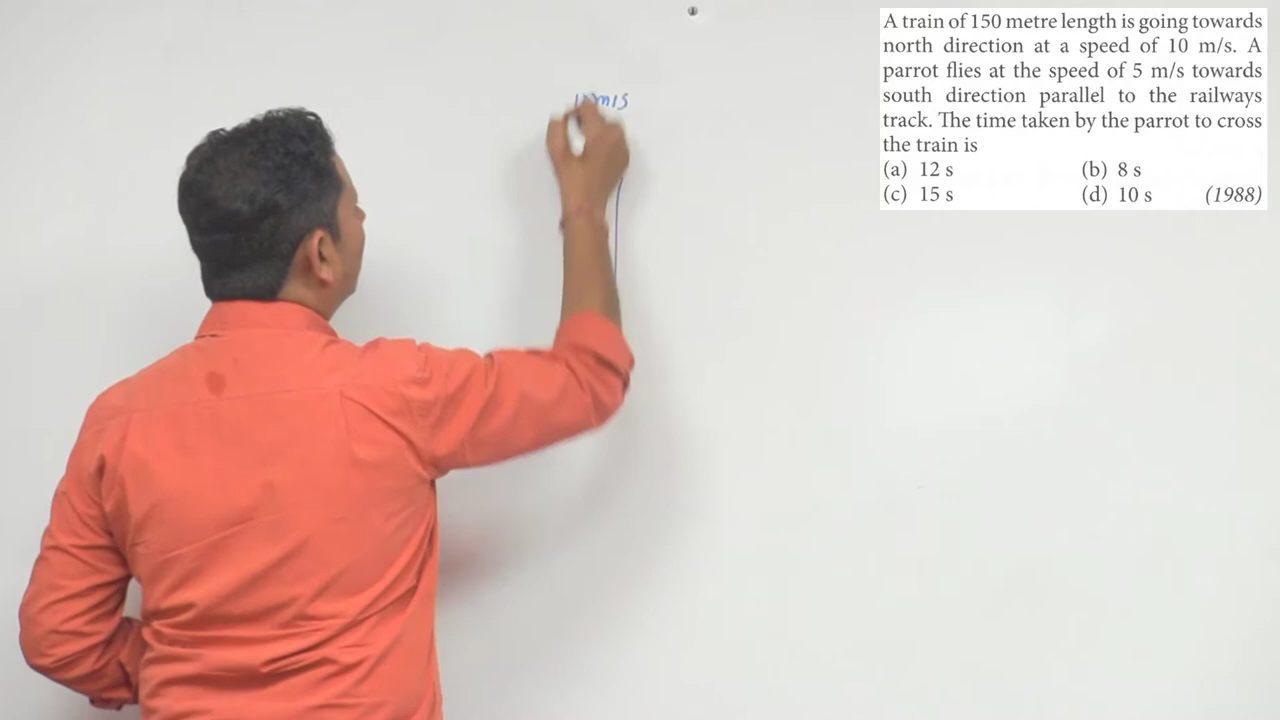 A train of 150 metre length is going towards
north direction at a speed of 10 m/s. A
parrot flies at the speed of 5 m/s towards
south direction parallel to the railways
track. The time taken by the parrot to cross
the train is
(a) 12 s (b) 8 s
(c) 15 s (d) 10 s (1988)